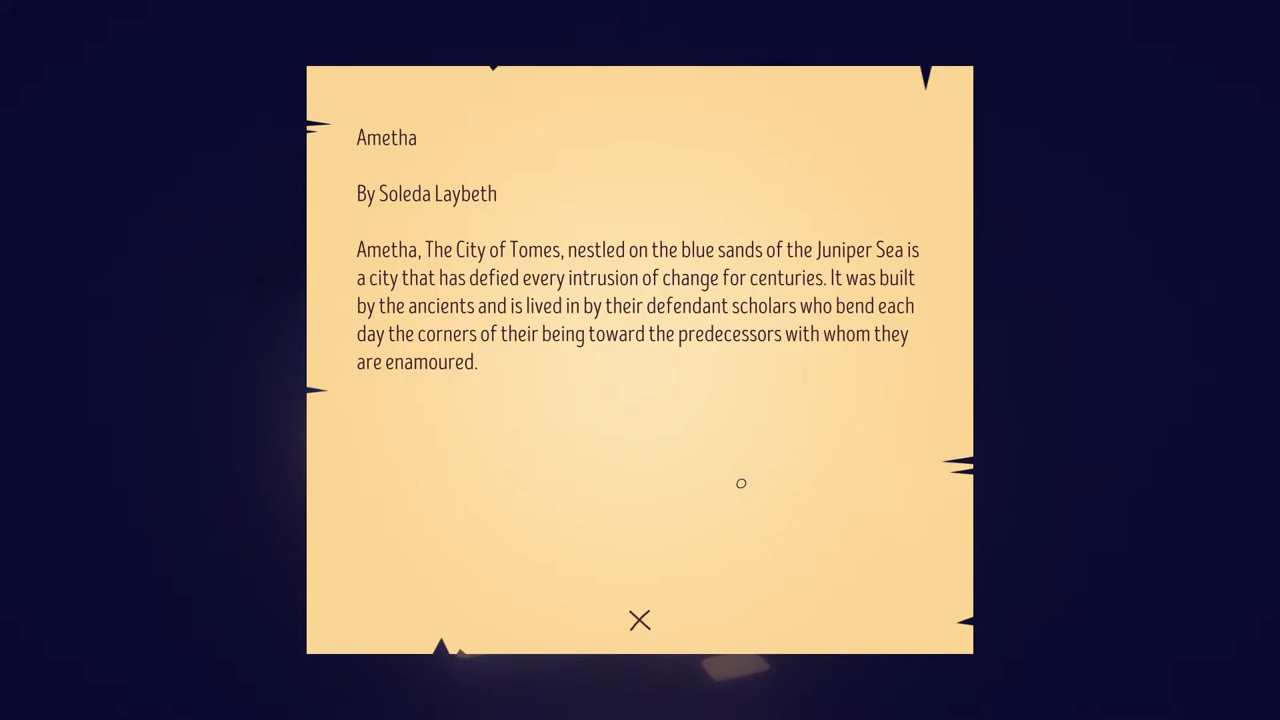 Ametha
By Soleda Laybeth
Ametha, The City of Tomes, nestled on the blue sands of the Juniper Sea is
a city that has defied every intrusion of change for centuries. It was built
by the ancients and is lived in by their defendant scholars who bend each
day the corners of their being toward the predecessors with whom they
are enamoured.